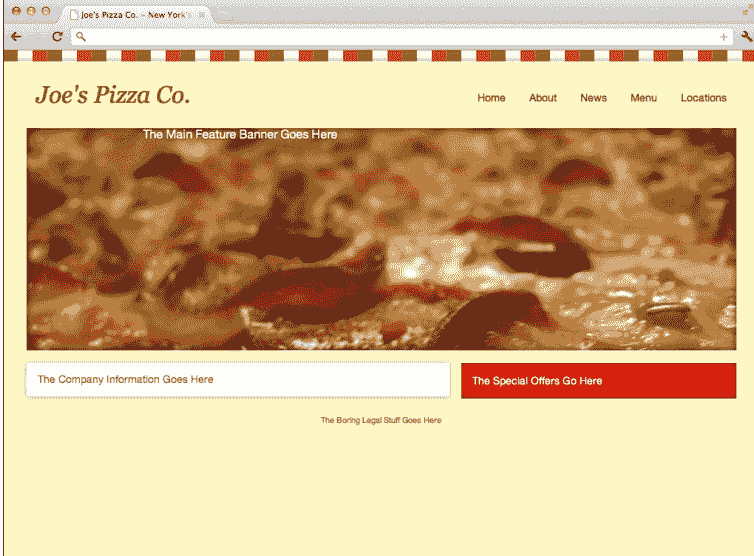 Joe's Pizza Co. – New York's
Joe's Pizza Co.
Home About News Menu Locations
The Main Feature Banner Goes Here
The Company Information Goes Here
The Special Offers Go Here
The Boring Legal Stuff Goes Here